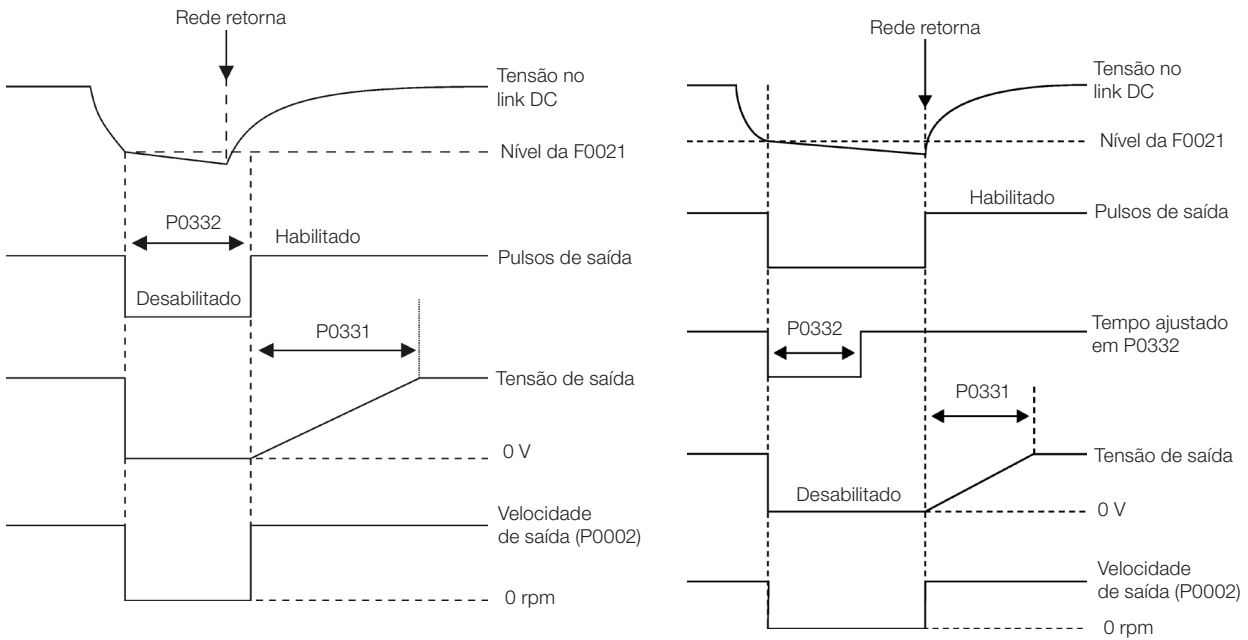 Rede retorna
Tensão no
link DC
Nível da F0021
P0332
Habilitado
Pulsos de saída
Desabilitado
P0331
Tensão de saída
0 V
Velocidade
de saída (P0002)
0 rpm
Rede retorna
Tensão no
link DC
Nível da F0021
Habilitado
Pulsos de saída
P0332
Tempo ajustado
em P0332
P0331
Tensão de saída
Desabilitado
0 V
Velocidade
de saída (P0002)
0 rpm